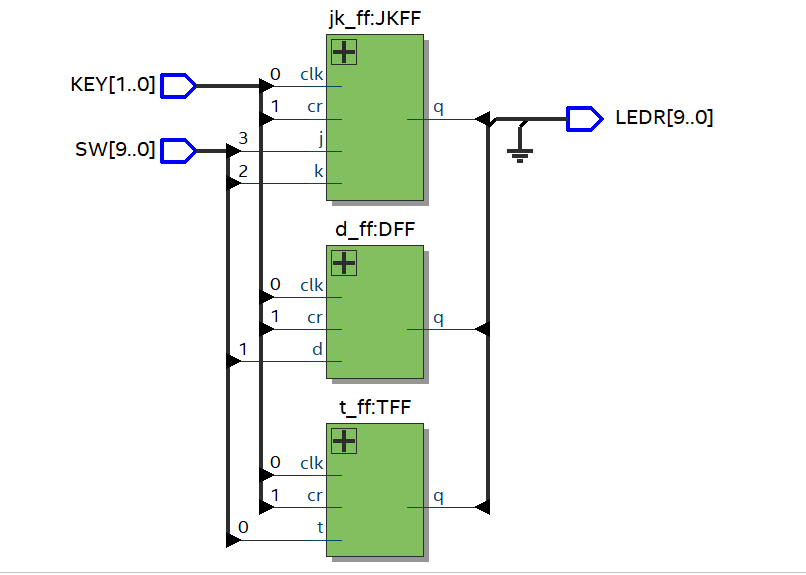 jk_ff:JKFF
KEY[1..0]
0 clk
1 cr
q
LEDR[9..0]
SW[9..0]
3 j
2 k
d_ff:DFF
0 clk
1 cr
q
1 d
t_ff:TFF
0 clk
1 cr
q
0 t